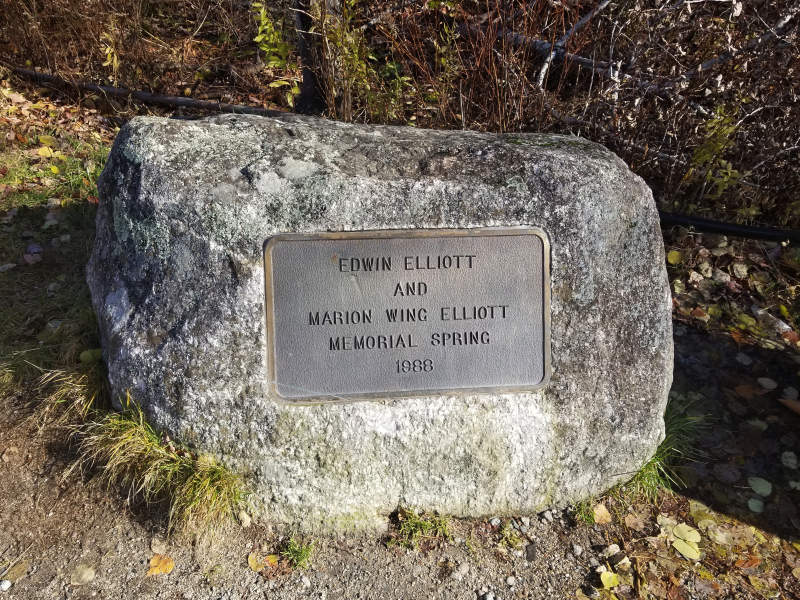 EDWIN ELLIOTT
AND
MARION WING ELLIOTT
MEMORIAL SPRING
1988